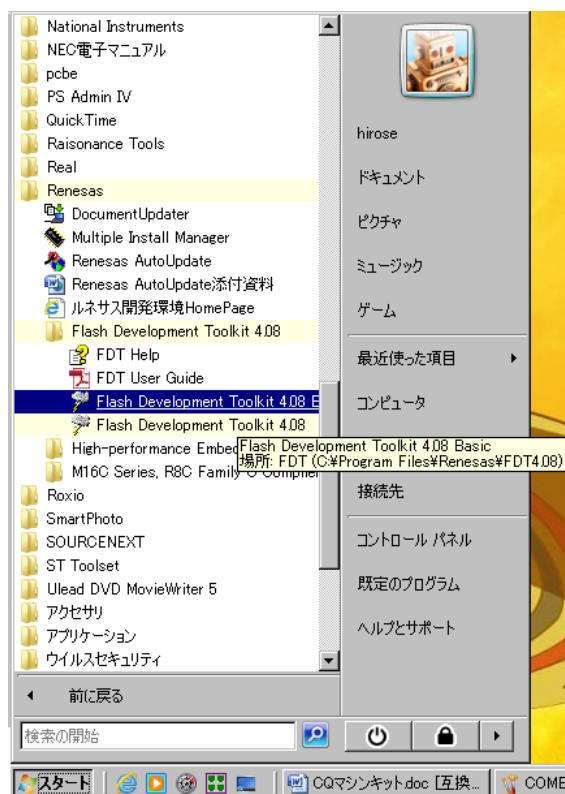 National Instruments
NEC電子マニュアル
pcbe
PS Admin IV
QuickTime
Raisonance Tools
Real
Renesas
DocumentUpdater
Multiple Install Manager
Renesas AutoUpdate
Renesas AutoUpdate添付資料
ルネサス開発環境HomePage
Flash Development Toolkit 4.08
FDT Help
FDT User Guide
Flash Development Toolkit 4.08 B
Flash Development Toolkit 4.08
High-performance Embed
M16C Series, R8C Family C Compiler
Roxio
SmartPhoto
SOURCENEXT
ST Toolset
Ulead DVD MovieWriter 5
アクセサリ
アプリケーション
ウイルスセキュリティ
前に戻る
検索の開始
hirose
ドキュメント
ピクチャ
ミュージック
ゲーム
最近使った項目
コンピュータ
Flash Development Toolkit 4.08 Basic
場所: FDT (C:¥Program Files¥Renesas¥FDT4.08)
接続先
コントロール パネル
既定のプログラム
ヘルプとサポート
スタート
CQマシンキット.doc [互換...
COME